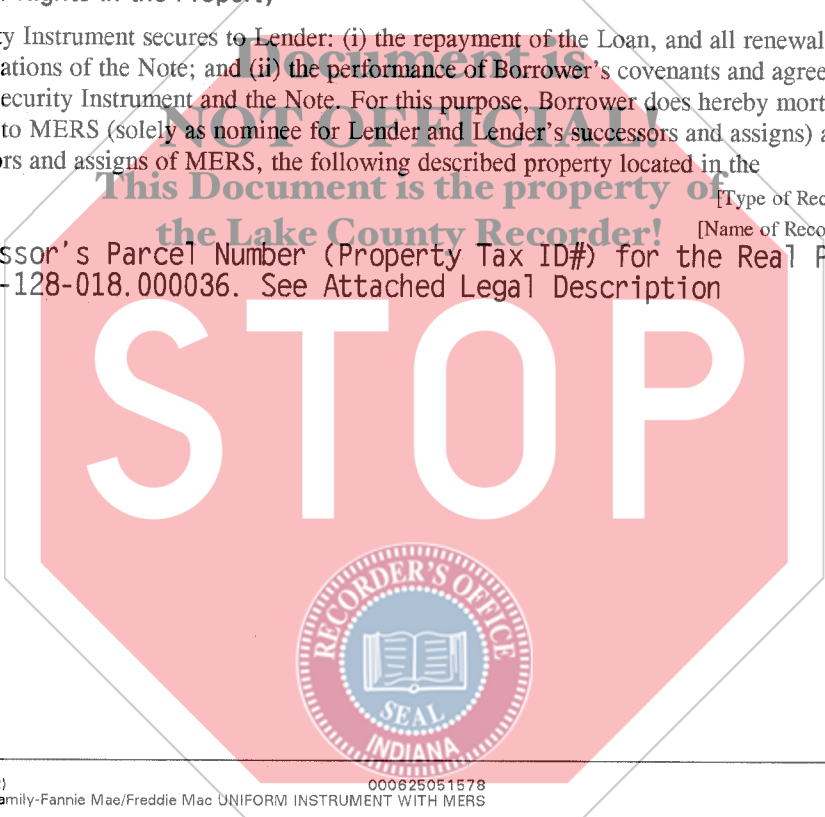 ty Instrument secures to Lender: (i) the repayment of the Loan, and all renewal
ations of the Note; and (ii) the performance of Borrower's covenants and agree
ecurity Instrument and the Note. For this purpose, Borrower does hereby mort
to MERS (solely as nominee for Lender and Lender's successors and assigns) a
rs and assigns of MERS, the following described property located in the
[Type of Rec
[Name of Reco
Document is
NOT OFFICIAL!
This Document is the property of
the Lake County Recorder!
ssor's Parcel Number (Property Tax ID#) for the Real P
-128-018.000036. See Attached Legal Description
STOP
RECORDER'S OFFICE
SEAL
INDIANA
000625051578
amily-Fannie Mae/Freddie Mac UNIFORM INSTRUMENT WITH MERS